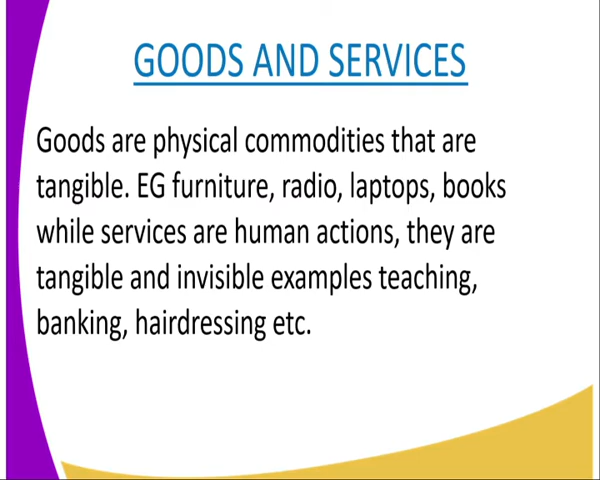 GOODS AND SERVICES
Goods are physical commodities that are
tangible. EG furniture, radio, laptops, books
while services are human actions, they are
tangible and invisible examples teaching,
banking, hairdressing etc.